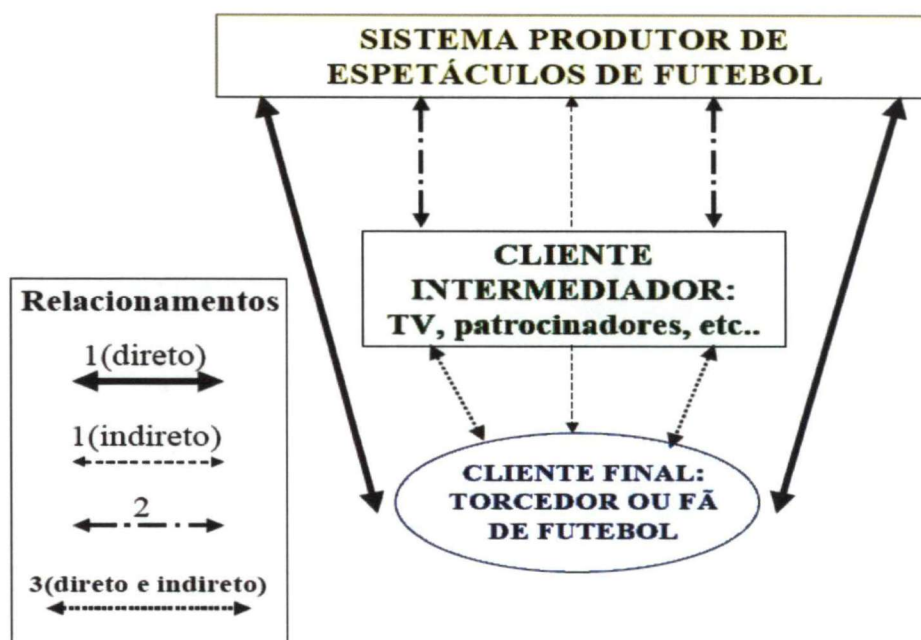 SISTEMA PRODUTOR DE
ESPETÁCULOS DE FUTEBOL
CLIENTE
INTERMEDIADOR:
TV, patrocinadores, etc..
Relacionamentos
1(direto)
1(indireto)
2
3(direto e indireto)
CLIENTE FINAL:
TORCEDOR OU FÃ
DE FUTEBOL